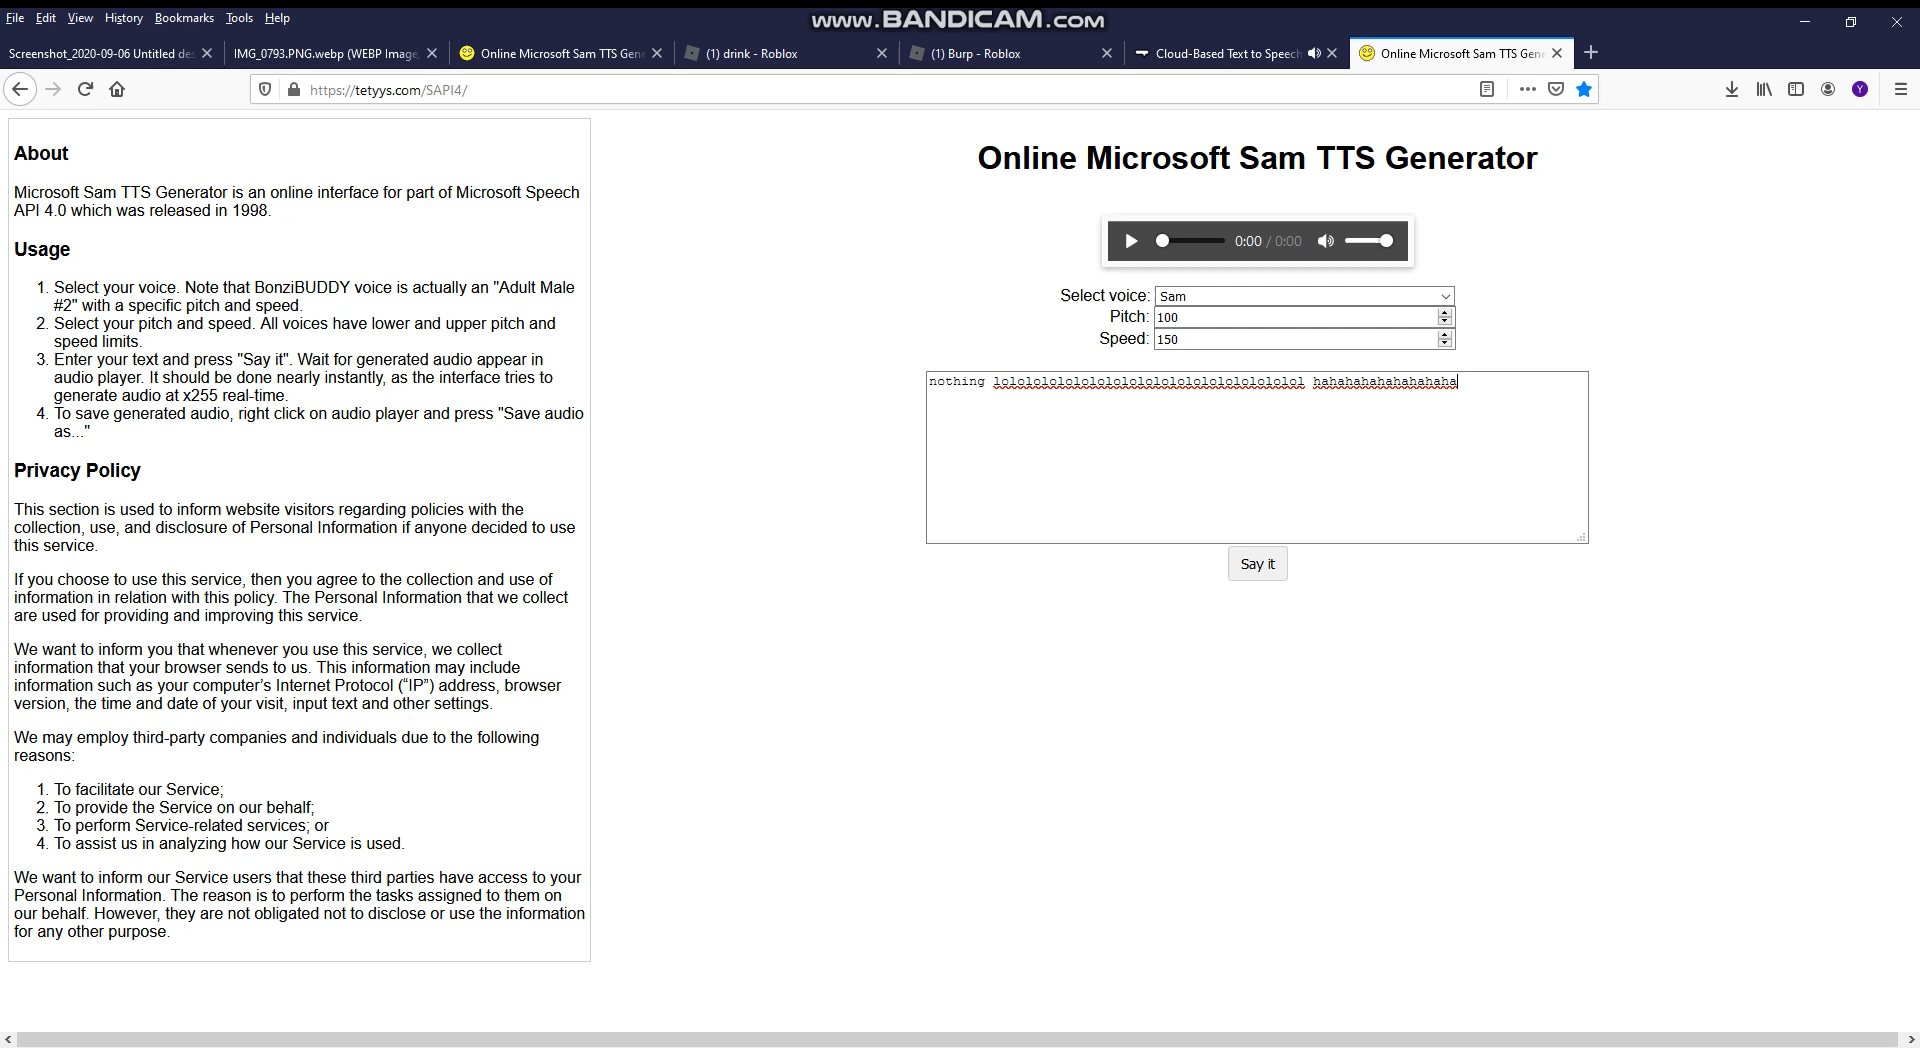 File Edit View History Bookmarks Tools Help
www.BANDICAM.COM
Screenshot_2020-09-06 Untitled de
IMG_0793.PNG.webp (WEBP Image
Online Microsoft Sam TTS Gene
(1) drink - Roblox
(1) Burp - Roblox
Cloud-Based Text to Speech
Online Microsoft Sam TTS Gene
https://tetyys.com/SAPI4/
Y
About
Microsoft Sam TTS Generator is an online interface for part of Microsoft Speech
API 4.0 which was released in 1998.
Usage
1. Select your voice. Note that BonziBUDDY voice is actually an "Adult Male
#2" with a specific pitch and speed.
2. Select your pitch and speed. All voices have lower and upper pitch and
speed limits.
3. Enter your text and press "Say it". Wait for generated audio appear in
audio player. It should be done nearly instantly, as the interface tries to
generate audio at x255 real-time.
4. To save generated audio, right click on audio player and press "Save audio
as..."
Privacy Policy
This section is used to inform website visitors regarding policies with the
collection, use, and disclosure of Personal Information if anyone decided to use
this service.
If you choose to use this service, then you agree to the collection and use of
information in relation with this policy. The Personal Information that we collect
are used for providing and improving this service.
We want to inform you that whenever you use this service, we collect
information that your browser sends to us. This information may include
information such as your computer’s Internet Protocol (“IP”) address, browser
version, the time and date of your visit, input text and other settings.
We may employ third-party companies and individuals due to the following
reasons:
1. To facilitate our Service;
2. To provide the Service on our behalf;
3. To perform Service-related services; or
4. To assist us in analyzing how our Service is used.
We want to inform our Service users that these third parties have access to your
Personal Information. The reason is to perform the tasks assigned to them on
our behalf. However, they are not obligated not to disclose or use the information
for any other purpose.
Online Microsoft Sam TTS Generator
0:00 / 0:00
Select voice: Sam
Pitch: 100
Speed: 150
nothing lololololololololololololololololololol hahahahahahahahaha
Say it